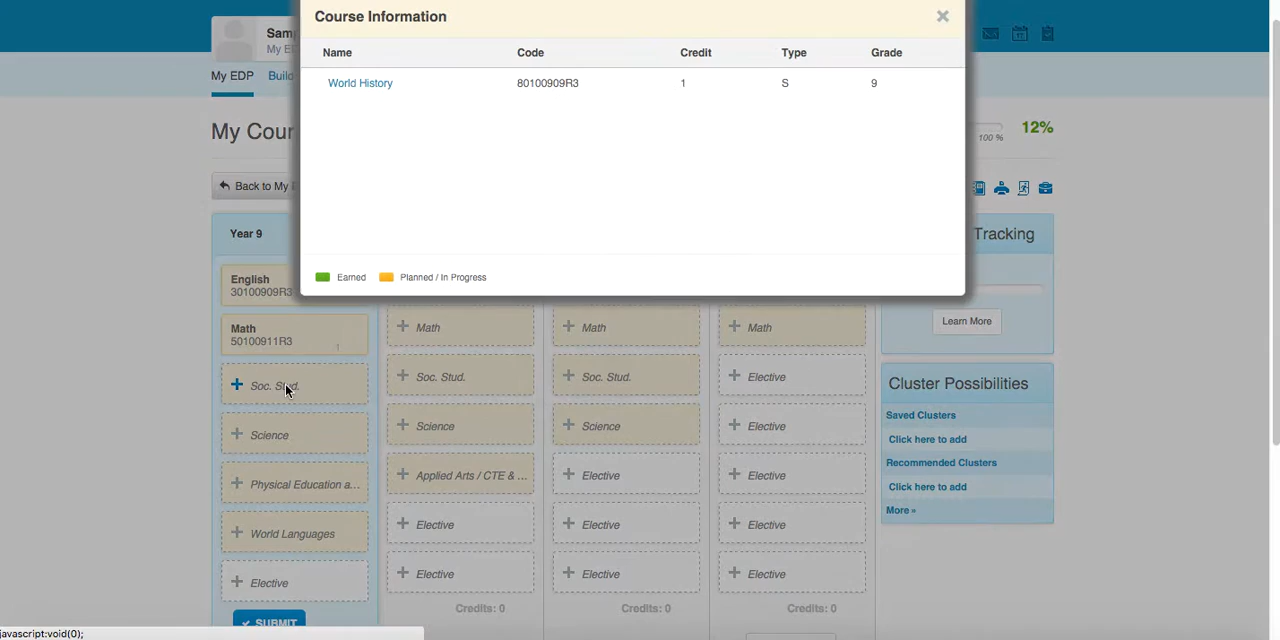 Course Information
×
Name Code Credit Type Grade
World History 80100909R3 1 S 9
Earned Planned / In Progress
Sam
My E
My EDP Build
My Cour
100 % 12%
Back to My
Year 9
English
30100909R3
Math
50100911R3 1
Soc. Stud.
Science
Physical Education a...
World Languages
Elective
SUBMIT
Math
Soc. Stud.
Science
Applied Arts / CTE & ...
Elective
Elective
Credits: 0
Math
Soc. Stud.
Science
Elective
Elective
Elective
Credits: 0
Math
Elective
Elective
Elective
Elective
Elective
Credits: 0
Tracking
Learn More
Cluster Possibilities
Saved Clusters
Click here to add
Recommended Clusters
Click here to add
More »
javascript:void(0);